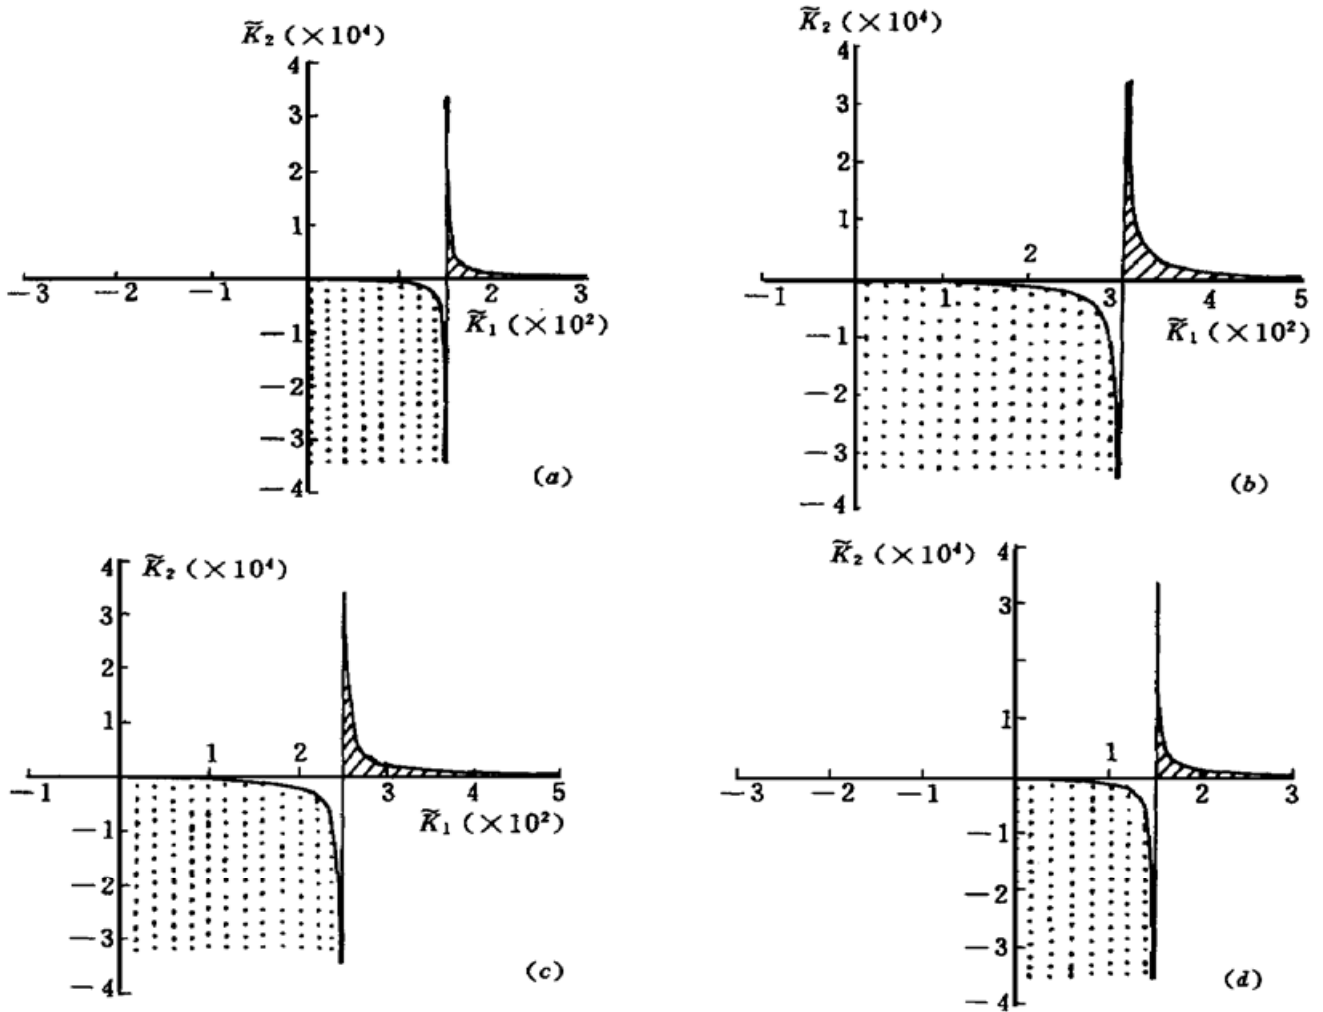 K̃₂ (×10⁴)
4
3
2
1
—3 —2 —1 2 3
K̃₁ (×10²)
—1
—2
—3
—4
(a)
K̃₂ (×10⁴)
4
3
2
1
2
—1 1 3 4 5
K̃₁ (×10²)
—1
—2
—3
—4
(b)
4 K̃₂ (×10⁴)
3
2
1
1 2
—1 3 4 5
K̃₁ (×10²)
—1
—2
—3
—4
(c)
K̃₂ (×10⁴) 4
3
1
1
—3 —2 —1 2 3
—1
—2
—3
—4
(d)